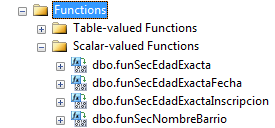 Functions
Table-valued Functions
Scalar-valued Functions
dbo.funSecEdadExacta
dbo.funSecEdadExactaFecha
dbo.funSecEdadExactaInscripcion
dbo.funSecNombreBarrio